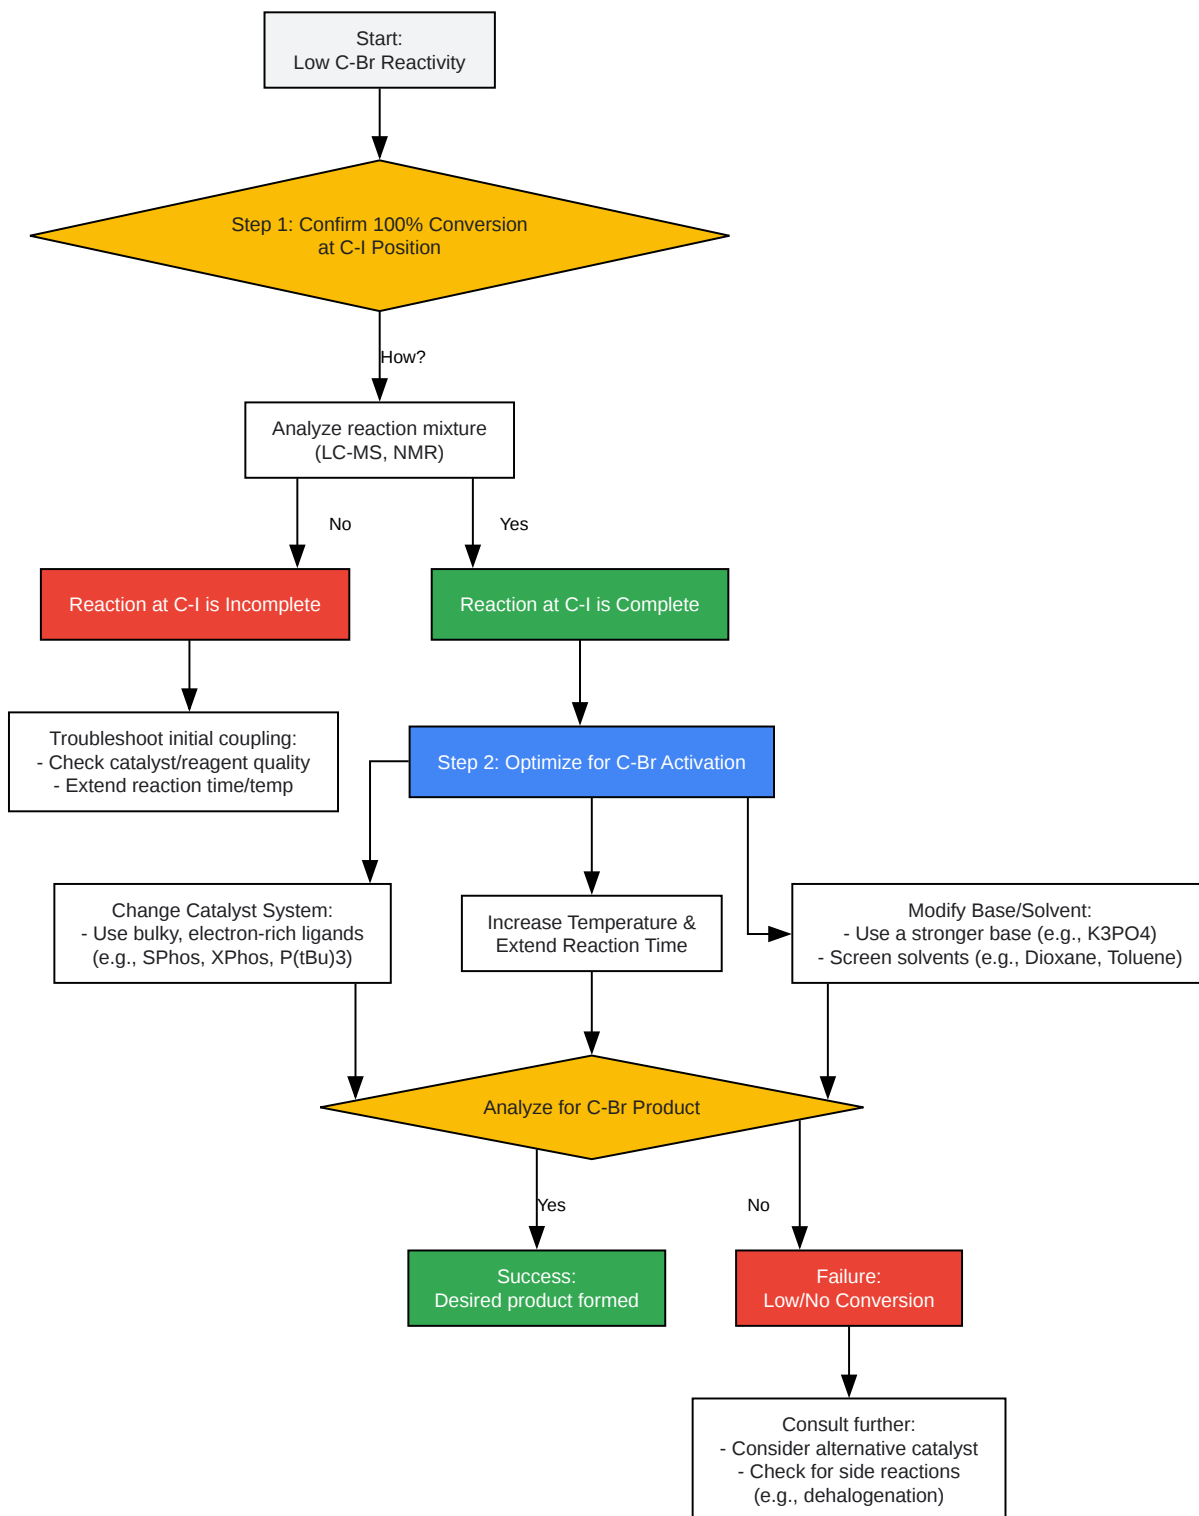 Start:
Low C-Br Reactivity
Step 1: Confirm 100% Conversion
at C-I Position
How?
Analyze reaction mixture
(LC-MS, NMR)
No
Yes
Reaction at C-I is Incomplete
Reaction at C-I is Complete
Troubleshoot initial coupling:
- Check catalyst/reagent quality
- Extend reaction time/temp
Step 2: Optimize for C-Br Activation
Change Catalyst System:
- Use bulky, electron-rich ligands
(e.g., SPhos, XPhos, P(tBu)3)
Increase Temperature &
Extend Reaction Time
Modify Base/Solvent:
- Use a stronger base (e.g., K3PO4)
- Screen solvents (e.g., Dioxane, Toluene)
Analyze for C-Br Product
Yes
No
Success:
Desired product formed
Failure:
Low/No Conversion
Consult further:
- Consider alternative catalyst
- Check for side reactions
(e.g., dehalogenation)